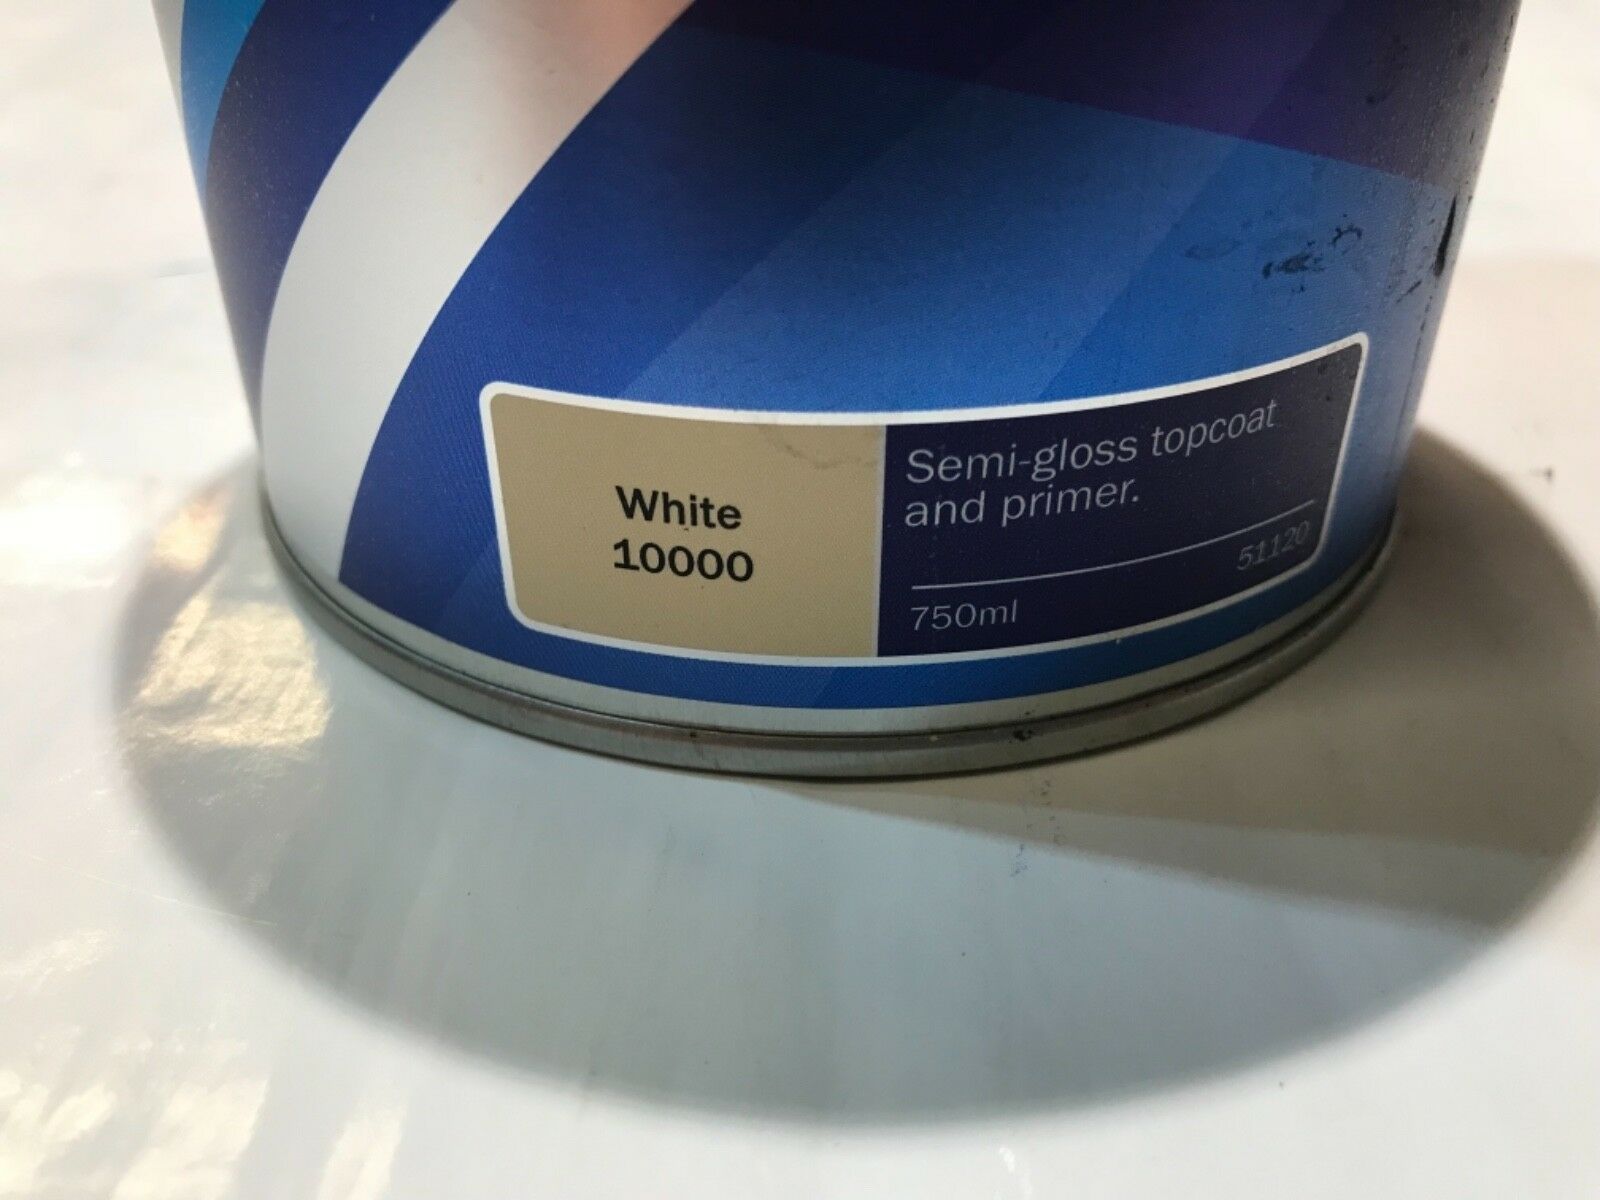 White
10000
Semi-gloss topcoat
and primer.
51120
750ml